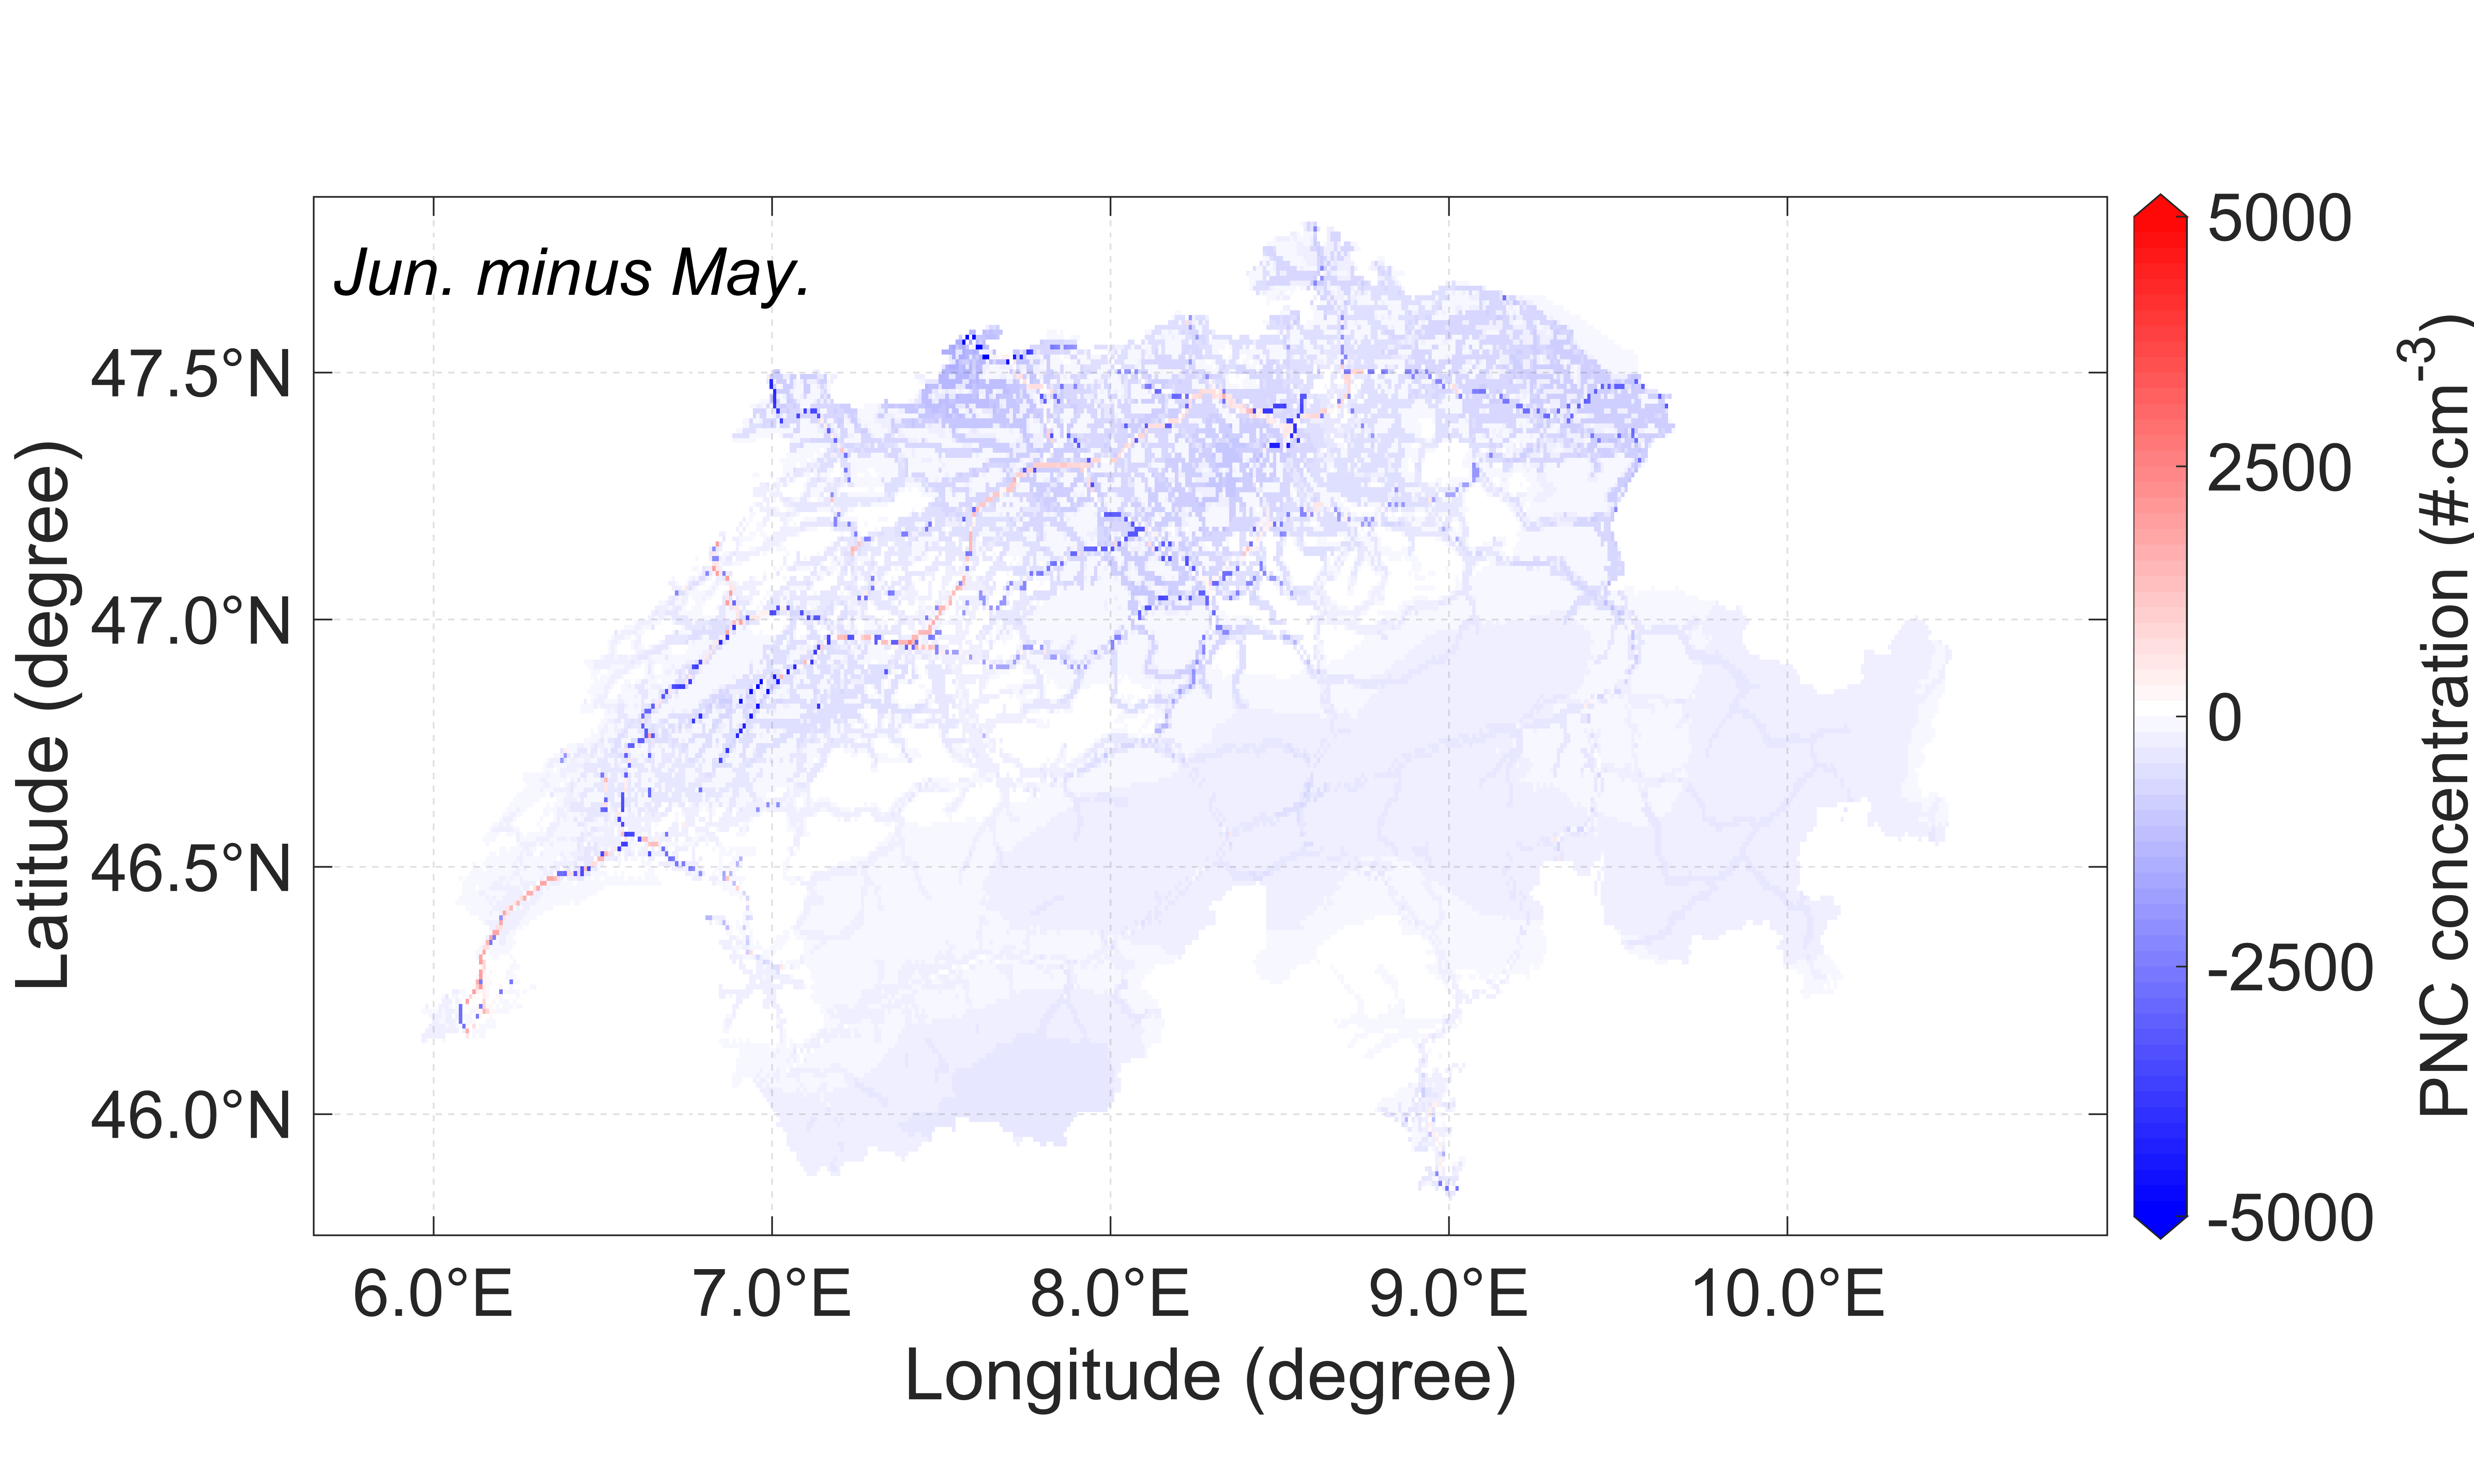 Jun. minus May.
47.5°N
47.0°N
46.5°N
46.0°N
Latitude (degree)
6.0°E 7.0°E 8.0°E 9.0°E 10.0°E
Longitude (degree)
5000
2500
0
-2500
-5000
PNC concentration (#·cm⁻³)